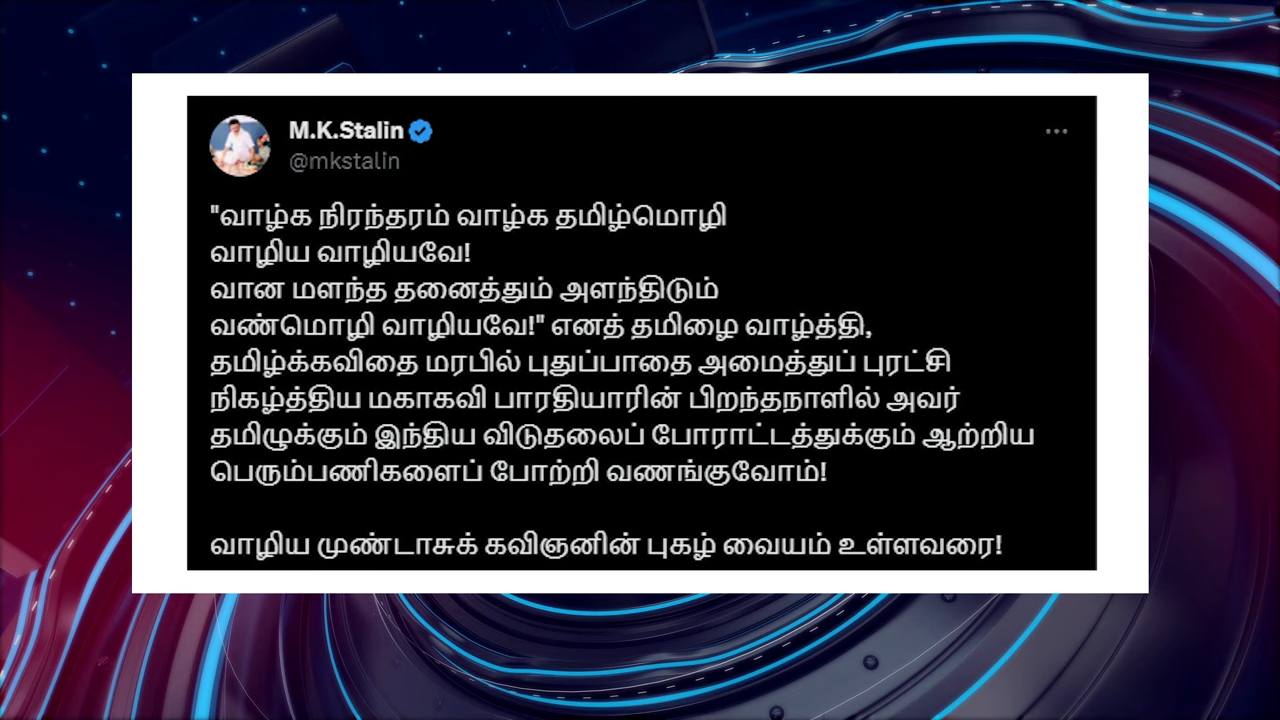 M.K.Stalin
@mkstalin
"வாழ்க நிரந்தரம் வாழ்க தமிழ்மொழி
வாழிய வாழியவே!
வான மளந்த தனைத்தும் அளந்திடும்
வண்மொழி வாழியவே!" எனத் தமிழை வாழ்த்தி,
தமிழ்க்கவிதை மரபில் புதுப்பாதை அமைத்துப் புரட்சி
நிகழ்த்திய மகாகவி பாரதியாரின் பிறந்தநாளில் அவர்
தமிழுக்கும் இந்திய விடுதலைப் போராட்டத்துக்கும் ஆற்றிய
பெரும்பணிகளைப் போற்றி வணங்குவோம்!
வாழிய முண்டாசுக் கவிஞனின் புகழ் வையம் உள்ளவரை!